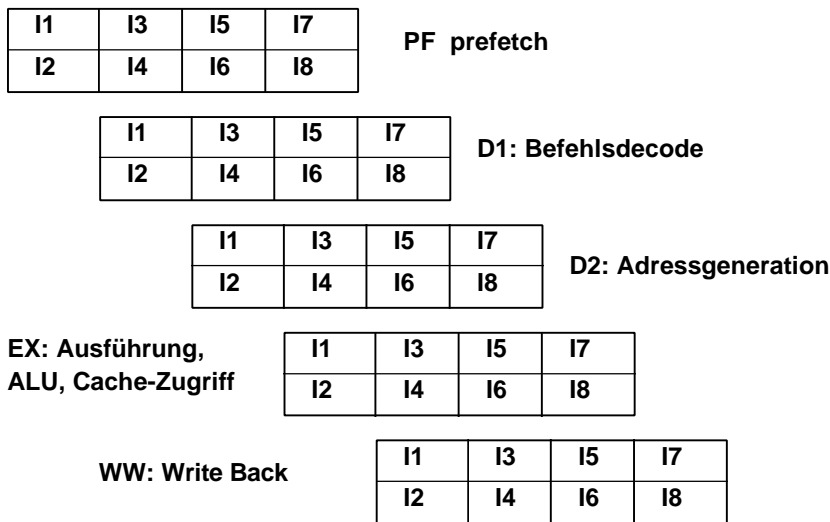 I1 I3 I5 I7
I2 I4 I6 I8
PF prefetch
I1 I3 I5 I7
I2 I4 I6 I8
D1: Befehlsdecode
I1 I3 I5 I7
I2 I4 I6 I8
D2: Adressgeneration
EX: Ausführung,
ALU, Cache-Zugriff
I1 I3 I5 I7
I2 I4 I6 I8
WW: Write Back
I1 I3 I5 I7
I2 I4 I6 I8